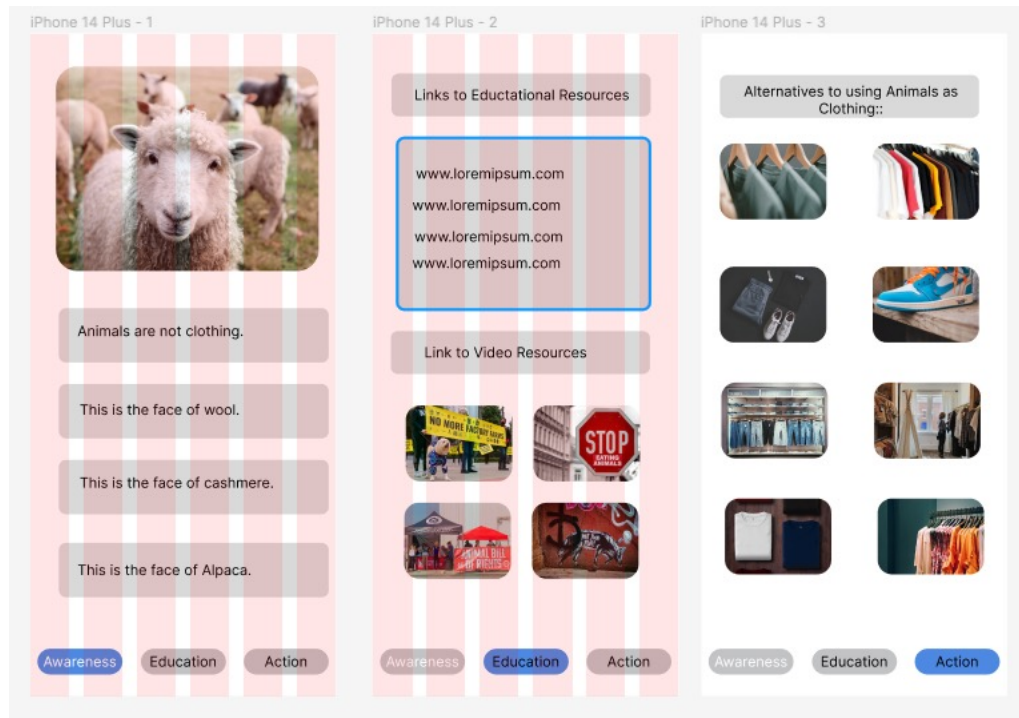 iPhone 14 Plus - 1
Animals are not clothing.
This is the face of wool.
This is the face of cashmere.
This is the face of Alpaca.
Awareness
Education
Action
iPhone 14 Plus - 2
Links to Eductational Resources
www.loremipsum.com
www.loremipsum.com
www.loremipsum.com
www.loremipsum.com
Link to Video Resources
NO MORE FACTORY FARMS
STOP
EATING
ANIMALS
ANIMAL BILL
OF RIGHTS
Awareness
Education
Action
iPhone 14 Plus - 3
Alternatives to using Animals as
Clothing::
Awareness
Education
Action